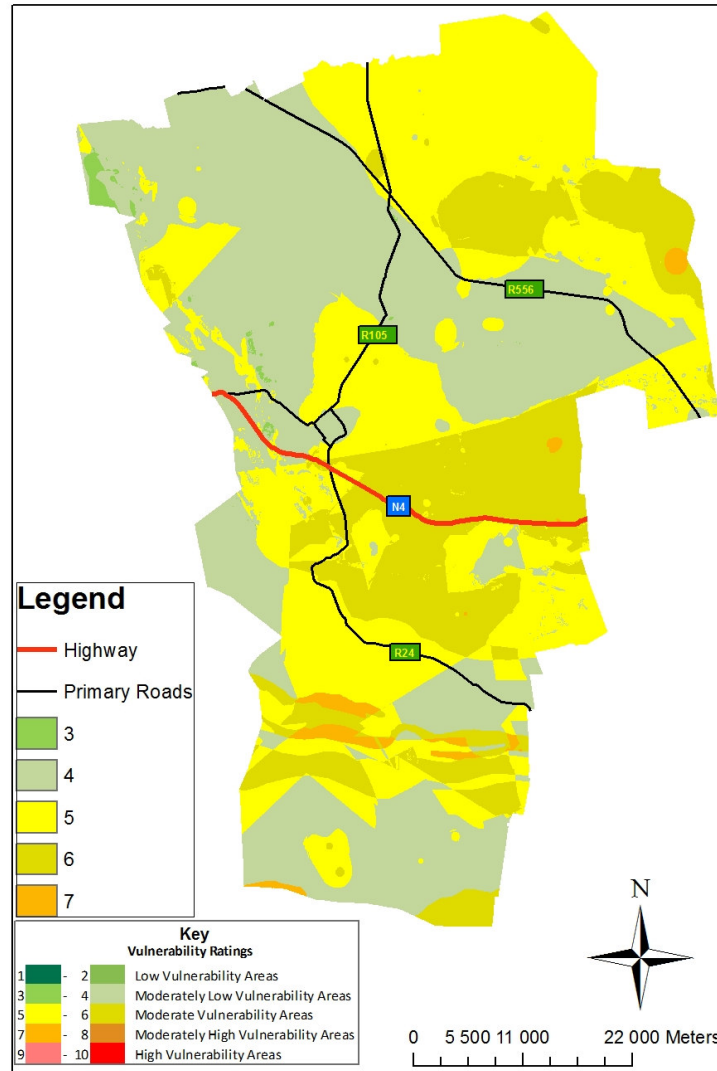 R556
R105
N4
R24
Legend
Highway
Primary Roads
3
4
5
6
7
Key
Vulnerability Ratings
1 - 2 Low Vulnerability Areas
3 - 4 Moderately Low Vulnerability Areas
5 - 6 Moderate Vulnerability Areas
7 - 8 Moderately High Vulnerability Areas
9 - 10 High Vulnerability Areas
N
0 5 500 11 000 22 000 Meters